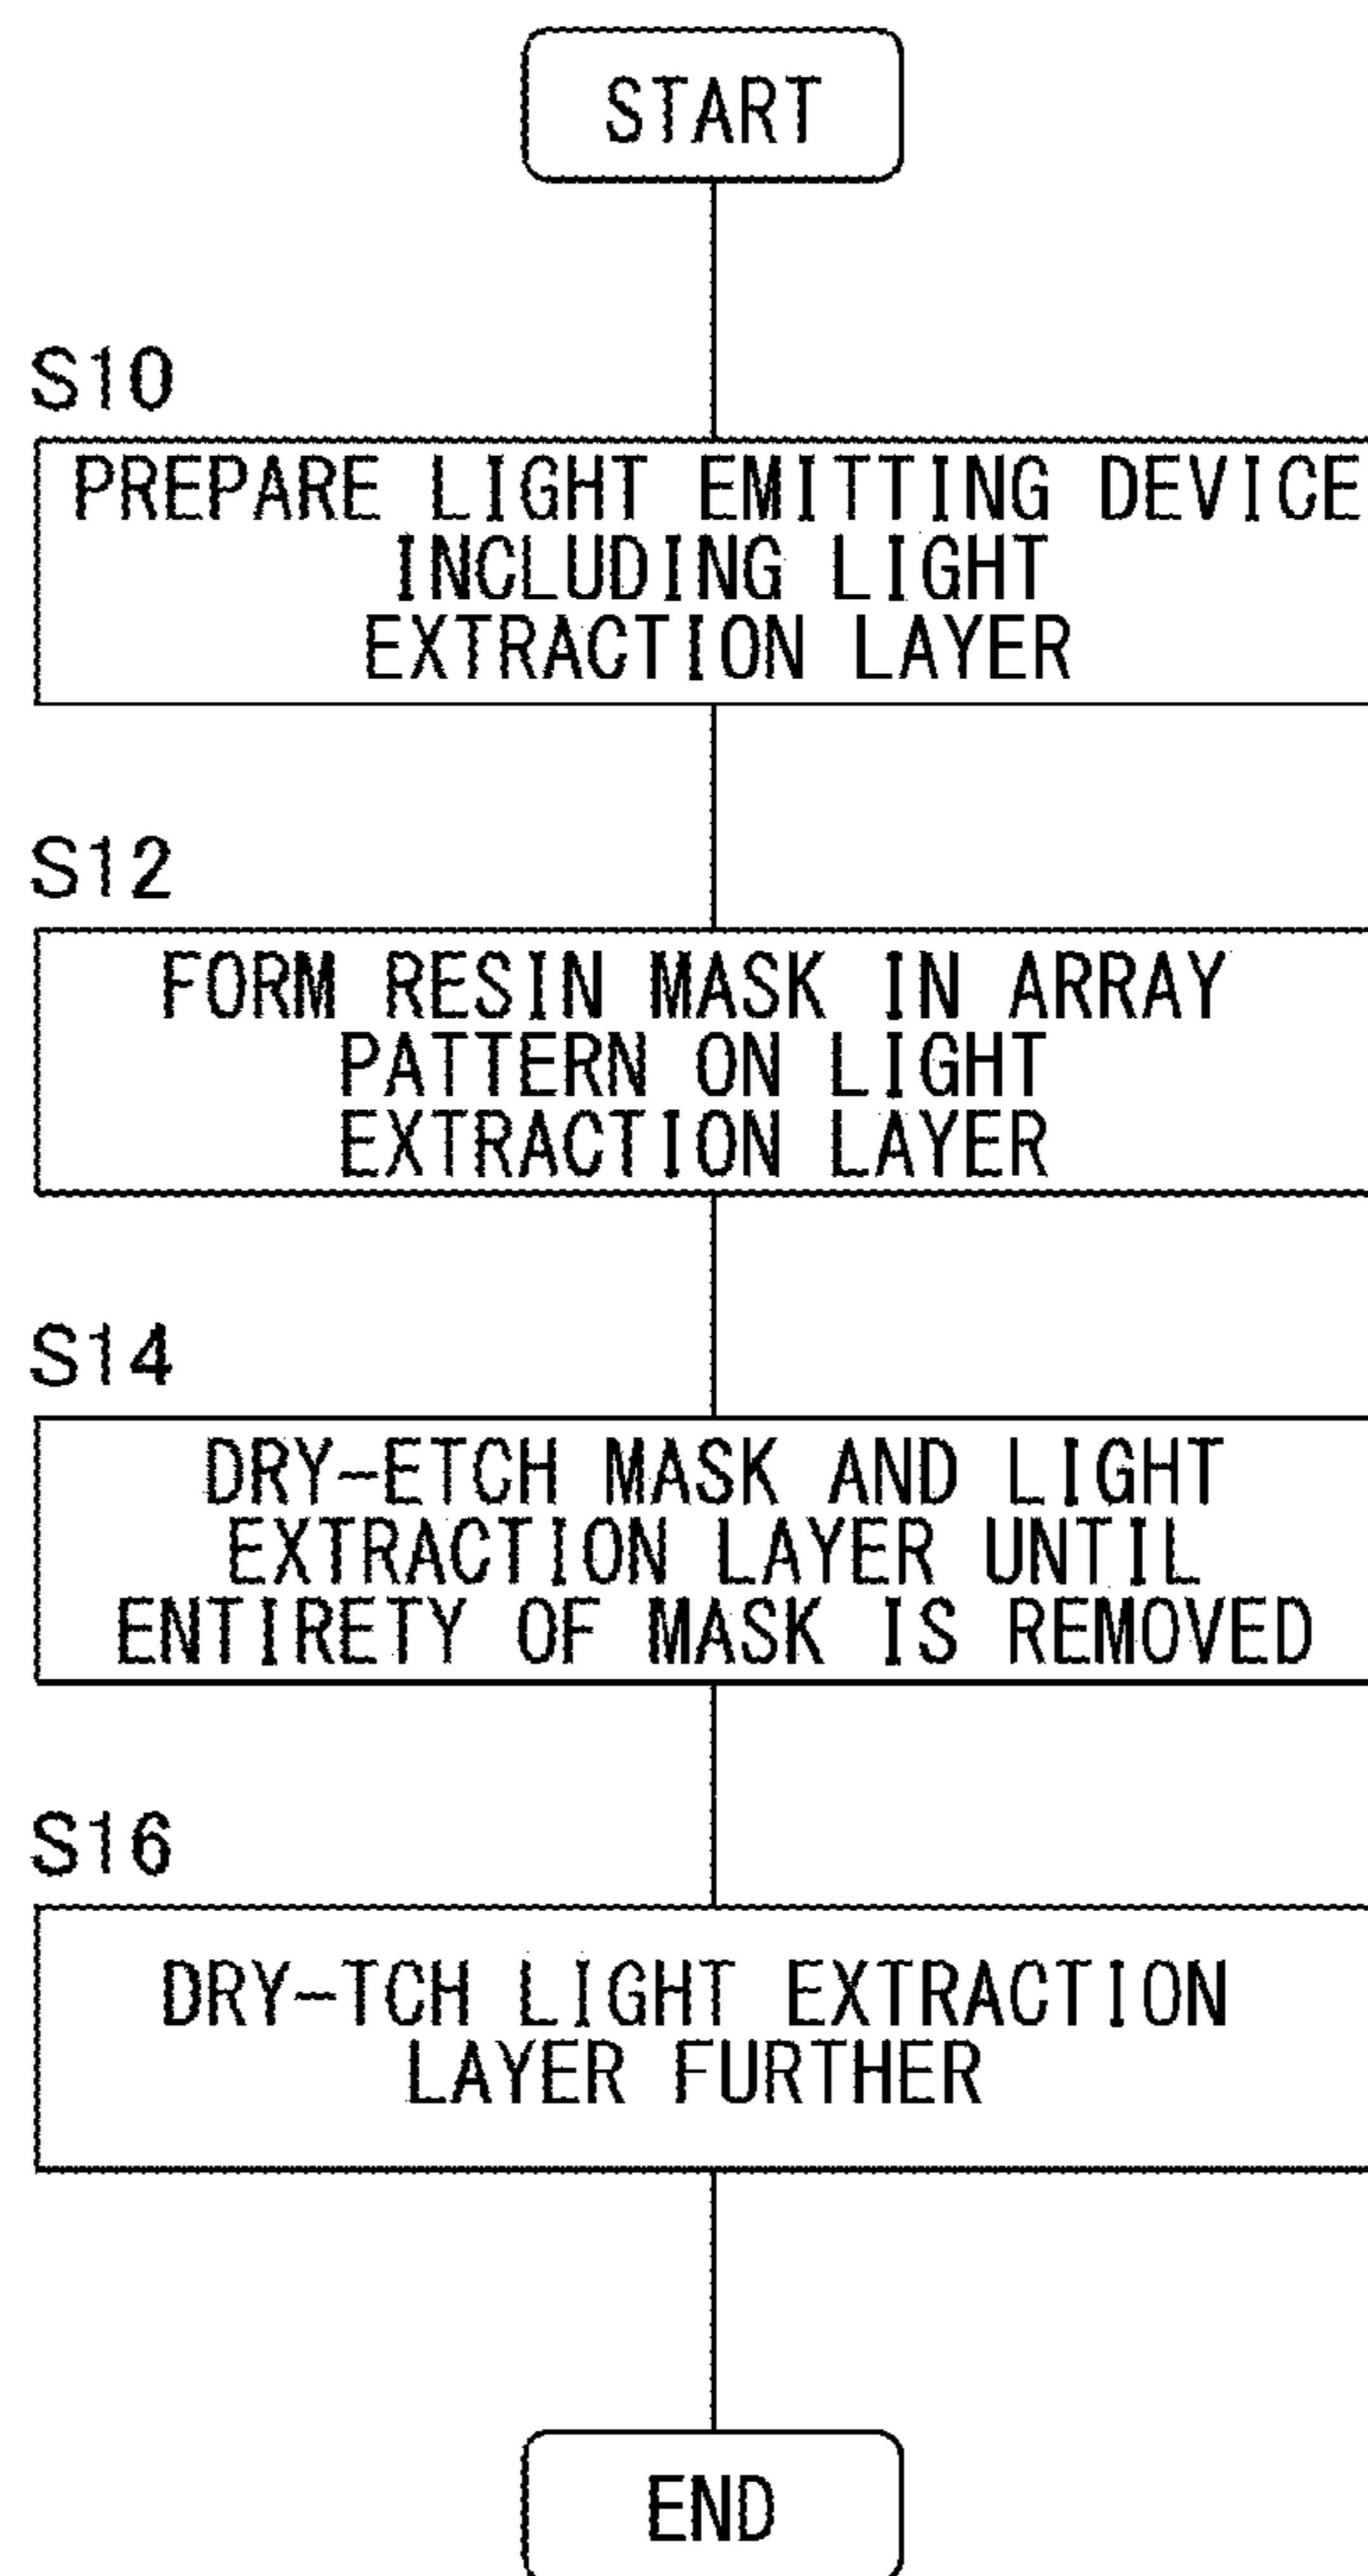 START
S10
PREPARE LIGHT EMITTING DEVICE
INCLUDING LIGHT
EXTRACTION LAYER
S12
FORM RESIN MASK IN ARRAY
PATTERN ON LIGHT
EXTRACTION LAYER
S14
DRY-ETCH MASK AND LIGHT
EXTRACTION LAYER UNTIL
ENTIRETY OF MASK IS REMOVED
S16
DRY-TCH LIGHT EXTRACTION
LAYER FURTHER
END